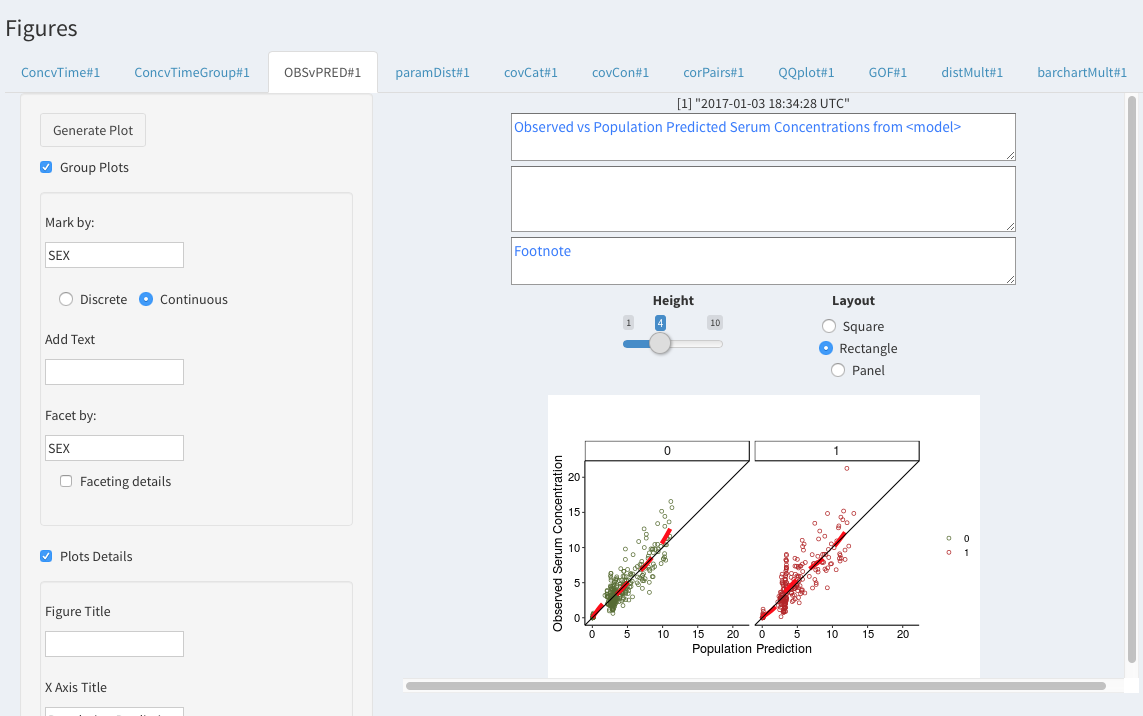 Figures
ConcvTime#1 ConcvTimeGroup#1 OBSvPRED#1 paramDist#1 covCat#1 covCon#1 corPairs#1 QQplot#1 GOF#1 distMult#1 barchartMult#1
Generate Plot
Group Plots
Mark by:
SEX
Discrete Continuous
Add Text
Facet by:
SEX
Faceting details
Plots Details
Figure Title
X Axis Title
[1] "2017-01-03 18:34:28 UTC"
Observed vs Population Predicted Serum Concentrations from <model>
Footnote
Height
1 4 10
Layout
Square
Rectangle
Panel
0 1
Observed Serum Concentration
20
15
10
5
0
0 5 10 15 20 0 5 10 15 20
Population Prediction
0
1